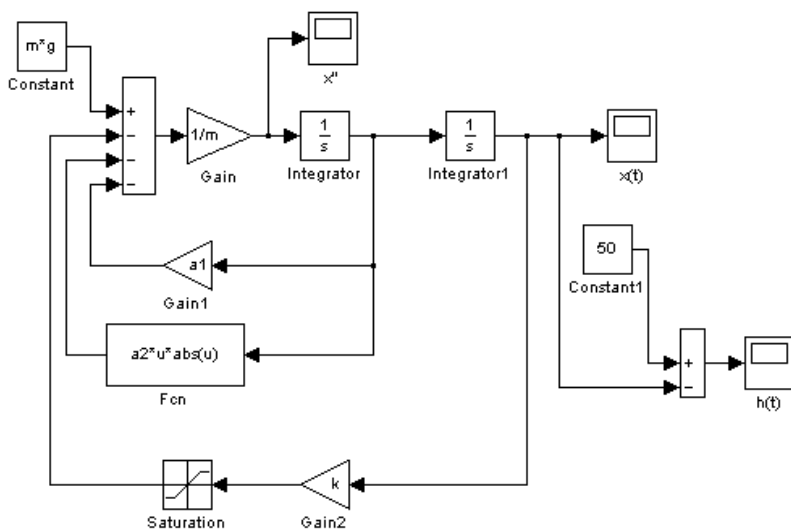 m*g
Constant
+
−
−
−
1/m
Gain
x"
1
s
Integrator
1
s
Integrator1
x(t)
a1
Gain1
50
Constant1
a2*u*abs(u)
Fcn
+
−
h(t)
Saturation
k
Gain2